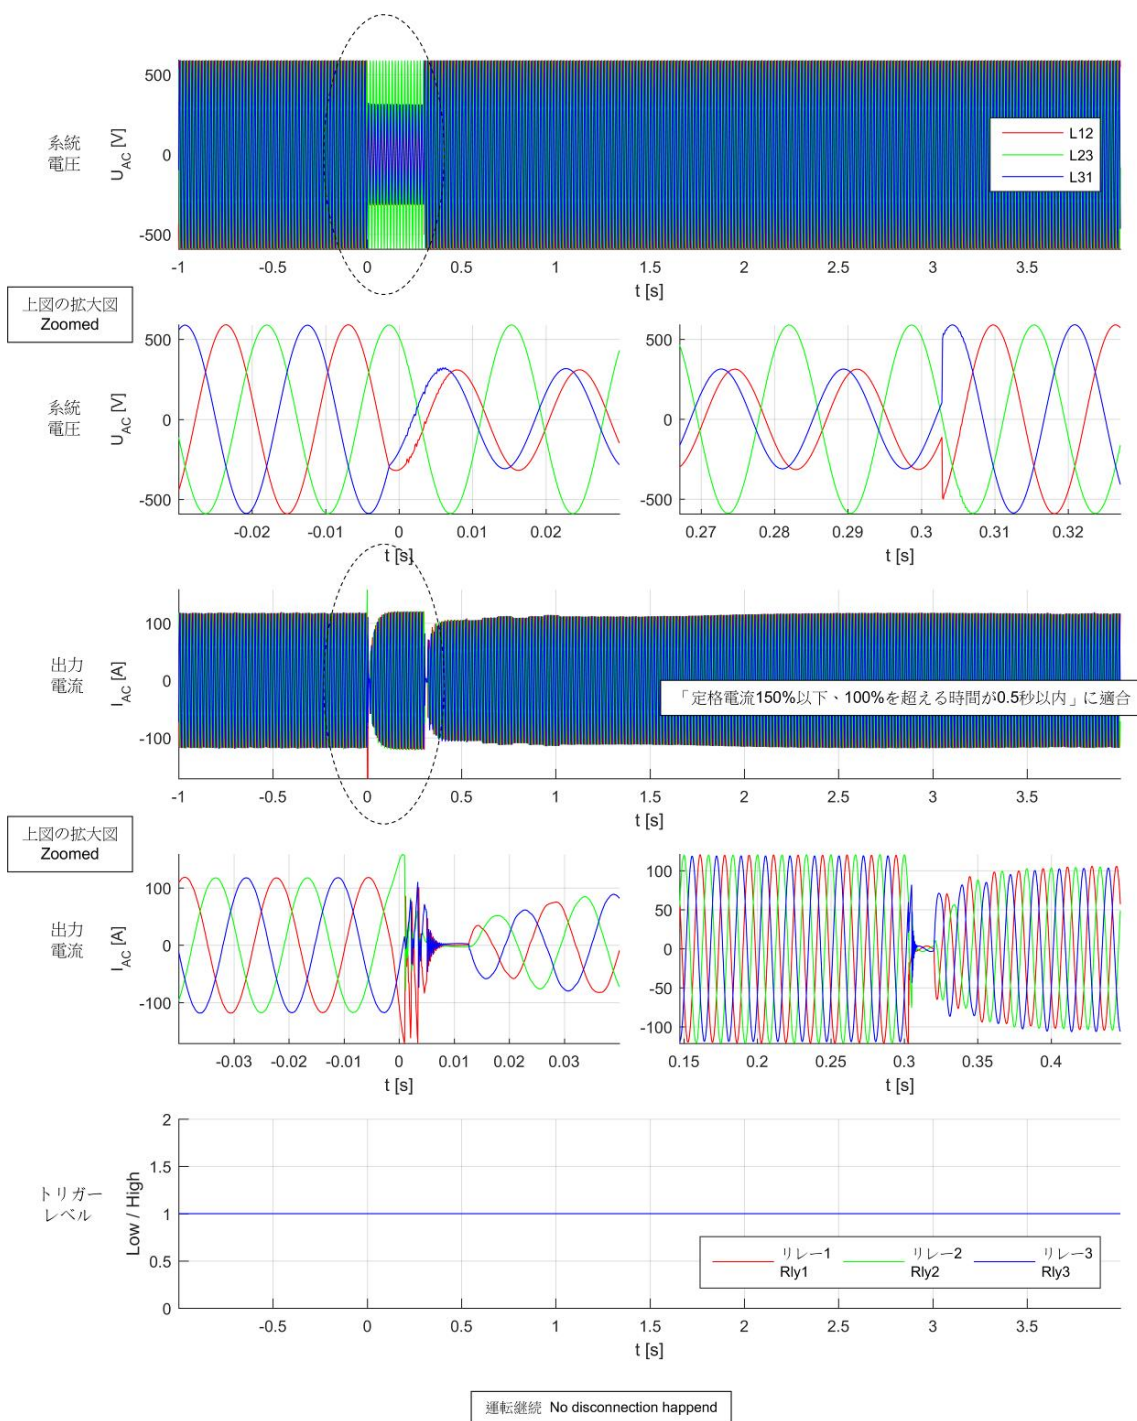 500
0
-500
系統
電圧
U_AC [V]
L12
L23
L31
-1
-0.5
0
0.5
1
1.5
2
2.5
3
3.5
t [s]
上図の拡大図
Zoomed
500
0
-500
系統
電圧
U_AC [V]
-0.02
-0.01
0
0.01
0.02
t [s]
500
0
-500
0.27
0.28
0.29
0.3
0.31
0.32
t [s]
100
0
-100
出力
電流
I_AC [A]
「定格電流150%以下、100%を超える時間が0.5秒以内」に適合
-1
-0.5
0
0.5
1
1.5
2
2.5
3
3.5
t [s]
上図の拡大図
Zoomed
100
0
-100
出力
電流
I_AC [A]
-0.03
-0.02
-0.01
0
0.01
0.02
0.03
t [s]
100
50
0
-50
-100
0.15
0.2
0.25
0.3
0.35
0.4
t [s]
2
1.5
1
0.5
0
トリガー
レベル
Low / High
リレー1
Rly1
リレー2
Rly2
リレー3
Rly3
-0.5
0
0.5
1
1.5
2
2.5
3
3.5
t [s]
運転継続 No disconnection happend